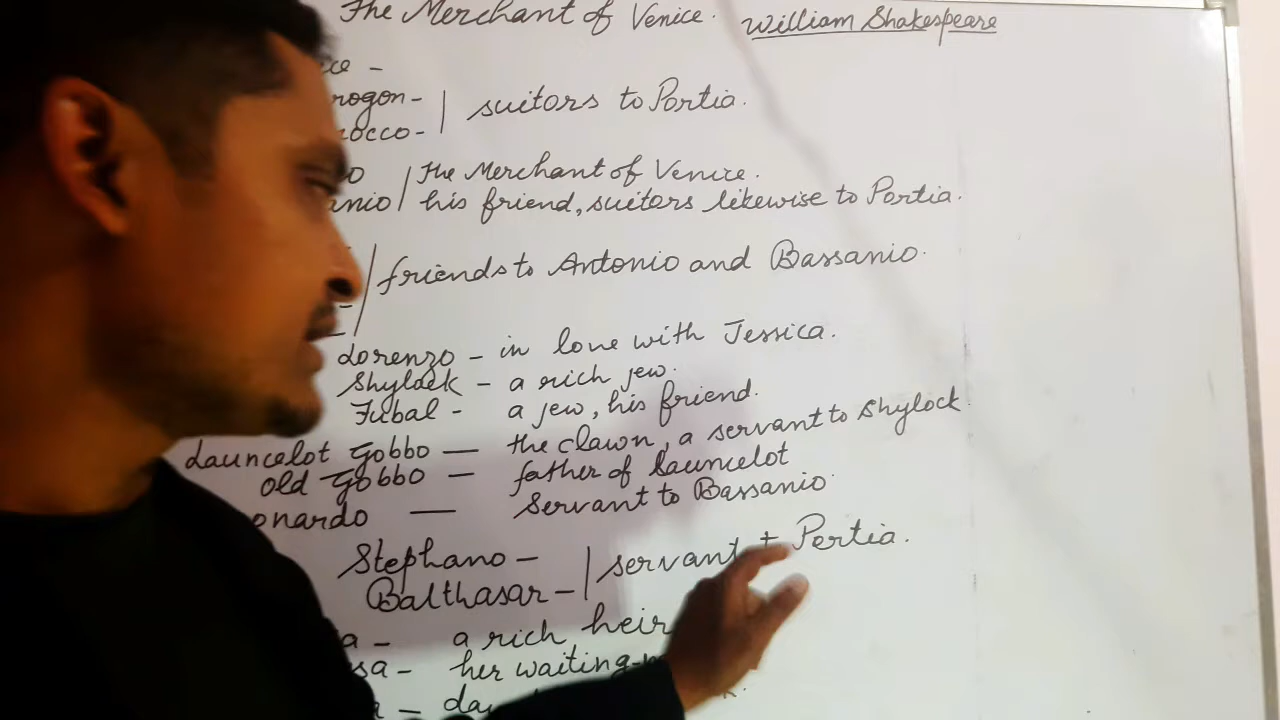 The Merchant of Venice. William Shakespeare
ice -
rogon- | suitors to Portia.
rocco-
o | The Merchant of Venice.
anio | his friend, suitors likewise to Portia.
friends to Antonio and Bassanio.
Lorenzo - in love with Jessica.
Shylock - a rich jew.
Tubal - a jew, his friend.
Launcelot Gobbo — the clawn, a servant to Shylock.
old Gobbo — father of Launcelot
onardo — Servant to Bassanio.
Stephano - | servant Portia.
Balthasar -
a - a rich heir
sa - her waiting-
a —